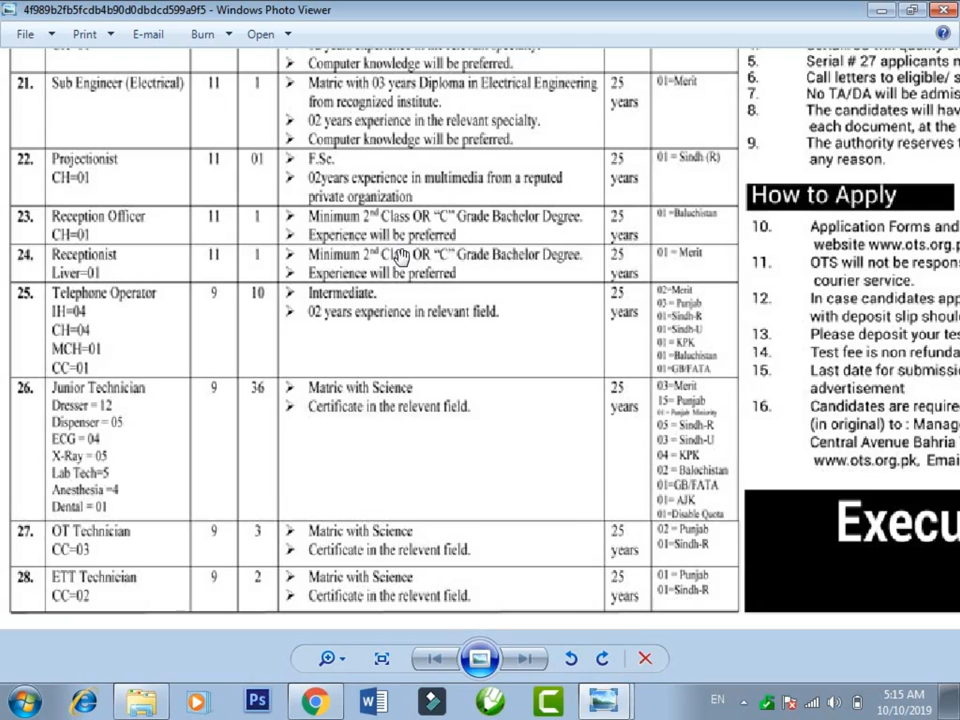 4f989b2fb5fcdb4b90d0dbdcd599a9f5 - Windows Photo Viewer
File Print E-mail Burn Open
02 years experience in the relevant specialty.
Computer knowledge will be preferred.
21. Sub Engineer (Electrical) 11 1 Matric with 03 years Diploma in Electrical Engineering 25 01=Merit
from recognized institute. years
02 years experience in the relevant specialty.
Computer knowledge will be preferred.
22. Projectionist 11 01 F.Sc. 25 01 = Sindh (R)
CH=01 02years experience in multimedia from a reputed years
private organization
23. Reception Officer 11 1 Minimum 2nd Class OR “C” Grade Bachelor Degree. 25 01 =Baluchistan
CH=01 Experience will be preferred years
24. Receptionist 11 1 Minimum 2nd Class OR “C” Grade Bachelor Degree. 25 01 = Merit
Liver=01 Experience will be preferred years
25. Telephone Operator 9 10 Intermediate. 25 02=Merit
IH=04 02 years experience in relevant field. years 03 = Punjab
CH=04 01=Sindh-R
MCH=01 01=Sindh-U
CC=01 01 = KPK
01=Baluchistan
01=GB/FATA
26. Junior Technician 9 36 Matric with Science 25 03=Merit
Dresser = 12 Certificate in the relevent field. years 15= Punjab
Dispenser = 05 01 = Punjab Minority
ECG = 04 05 = Sindh-R
X-Ray = 05 03 = Sindh-U
Lab Tech=5 04 = KPK
Anesthesia =4 02 = Balochistan
Dental = 01 01=GB/FATA
01= AJK
01=Disable Quota
27. OT Technician 9 3 Matric with Science 25 02 = Punjab
CC=03 Certificate in the relevent field. years 01=Sindh-R
28. ETT Technician 9 2 Matric with Science 25 01 = Punjab
CC=02 Certificate in the relevent field. years 01=Sindh-R
5. Serial # 27 applicants
6. Call letters to eligible/
7. No TA/DA will be
8. The candidates will
each document, at the
9. The authority reserves
any reason.
How to Apply
10. Application Forms and
website www.ots.org.p
11. OTS will not be
courier service.
12. In case candidates
with deposit slip
13. Please deposit your
14. Test fee is non
15. Last date for
advertisement
16. Candidates are
(in original) to :
Central Avenue Bahria
www.ots.org.pk,
Execu
Ps
W
C
EN
5:15 AM
10/10/2019